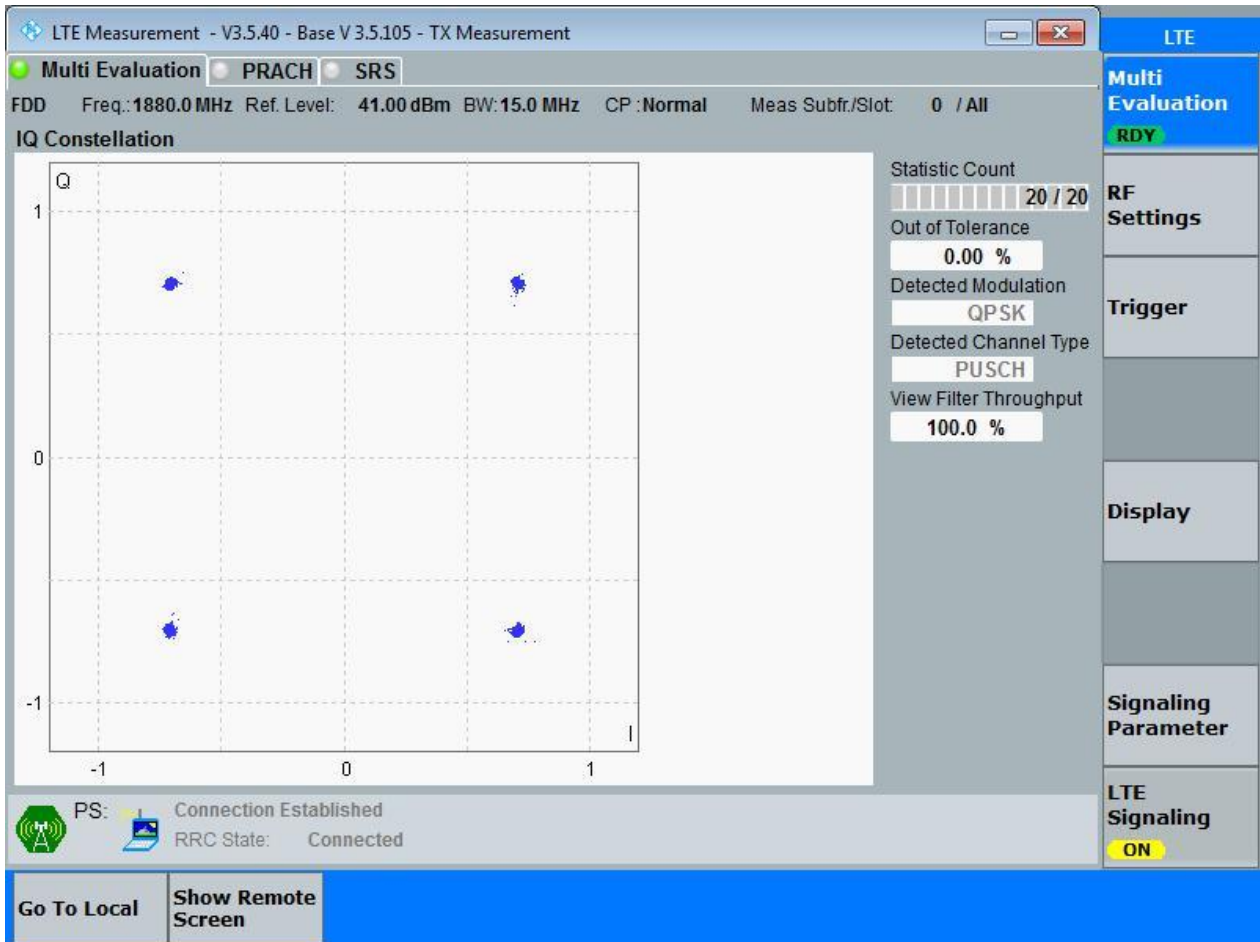 LTE Measurement - V3.5.40 - Base V 3.5.105 - TX Measurement
LTE
Multi Evaluation PRACH SRS
Multi
Evaluation
RDY
FDD Freq.: 1880.0 MHz Ref. Level: 41.00 dBm BW: 15.0 MHz CP : Normal Meas Subfr./Slot: 0 / All
IQ Constellation
Q
1
0
-1
I
-1 0 1
Statistic Count
20 / 20
Out of Tolerance
0.00 %
Detected Modulation
QPSK
Detected Channel Type
PUSCH
View Filter Throughput
100.0 %
RF
Settings
Trigger
Display
Signaling
Parameter
LTE
Signaling
ON
PS: Connection Established
RRC State: Connected
Go To Local
Show Remote
Screen